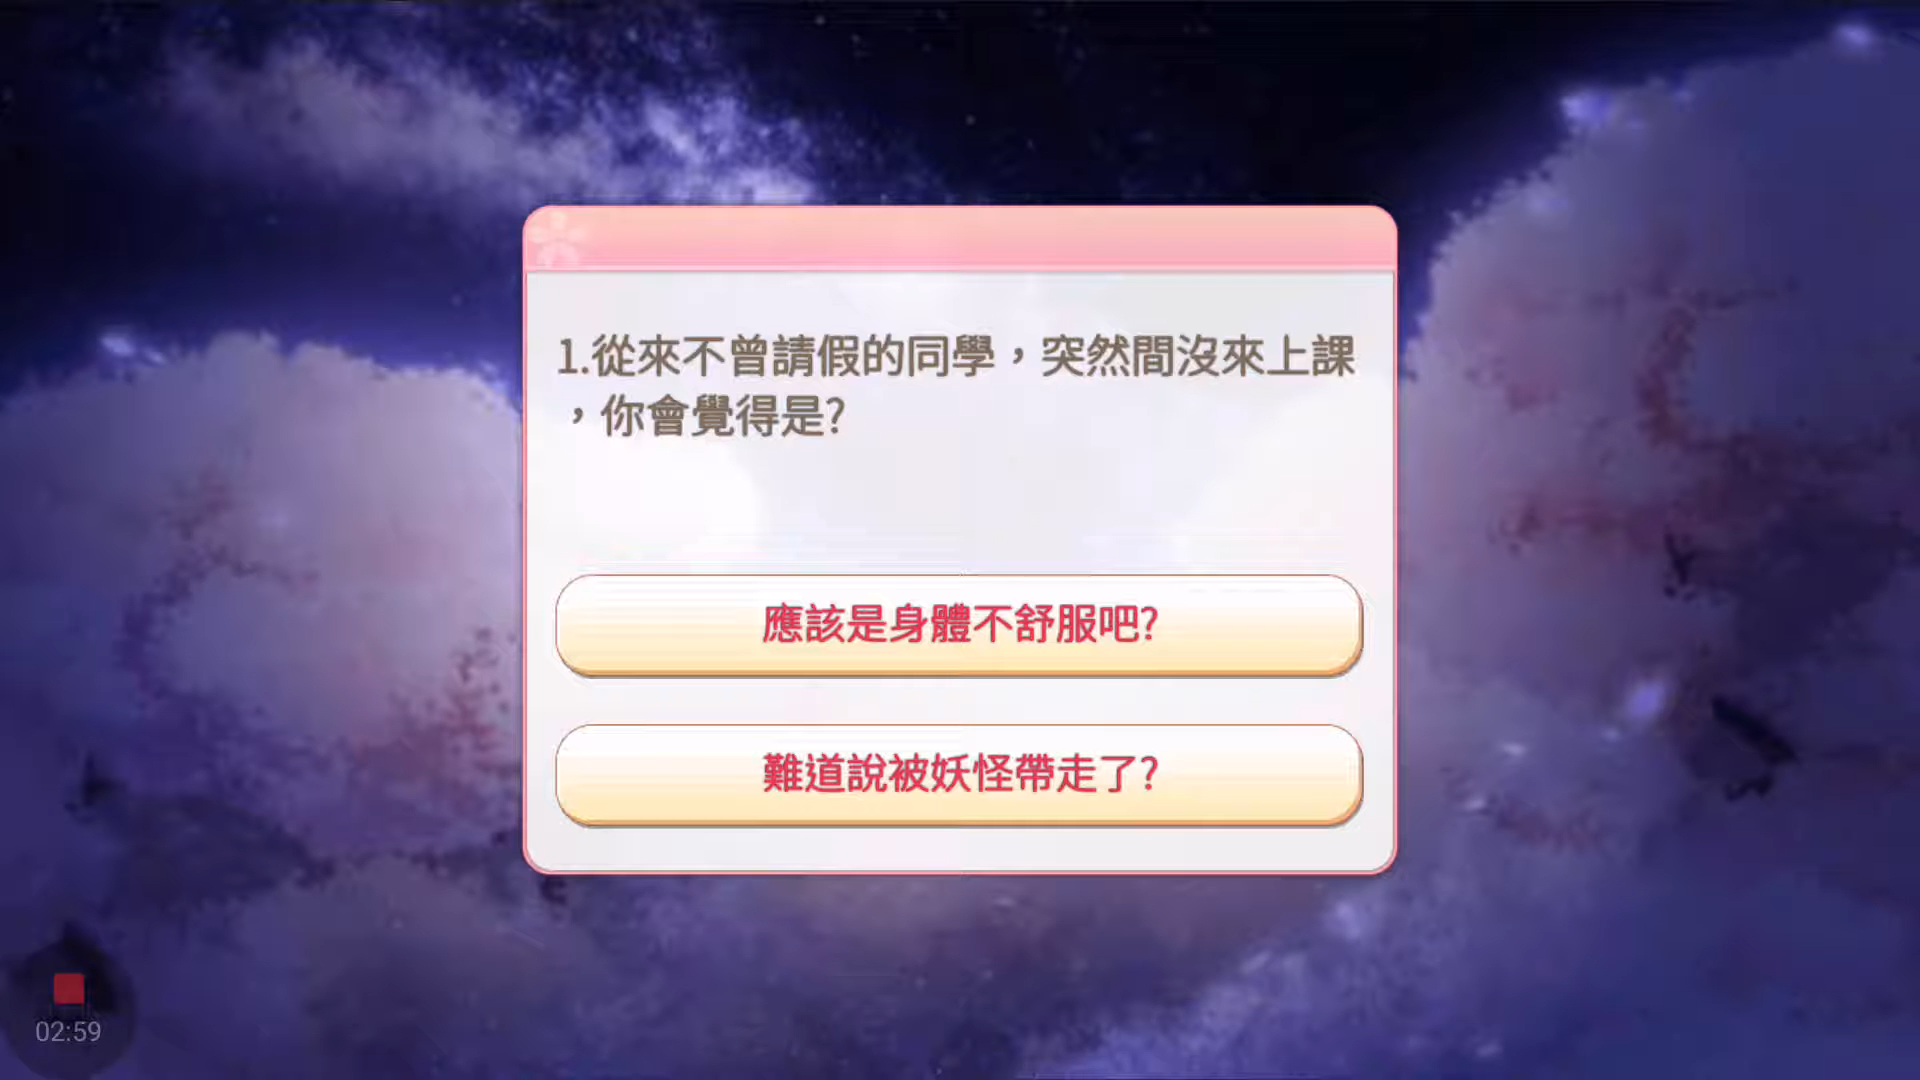 1.從來不曾請假的同學，突然間沒來上課
，你會覺得是?
應該是身體不舒服吧?
難道說被妖怪帶走了?
02:59